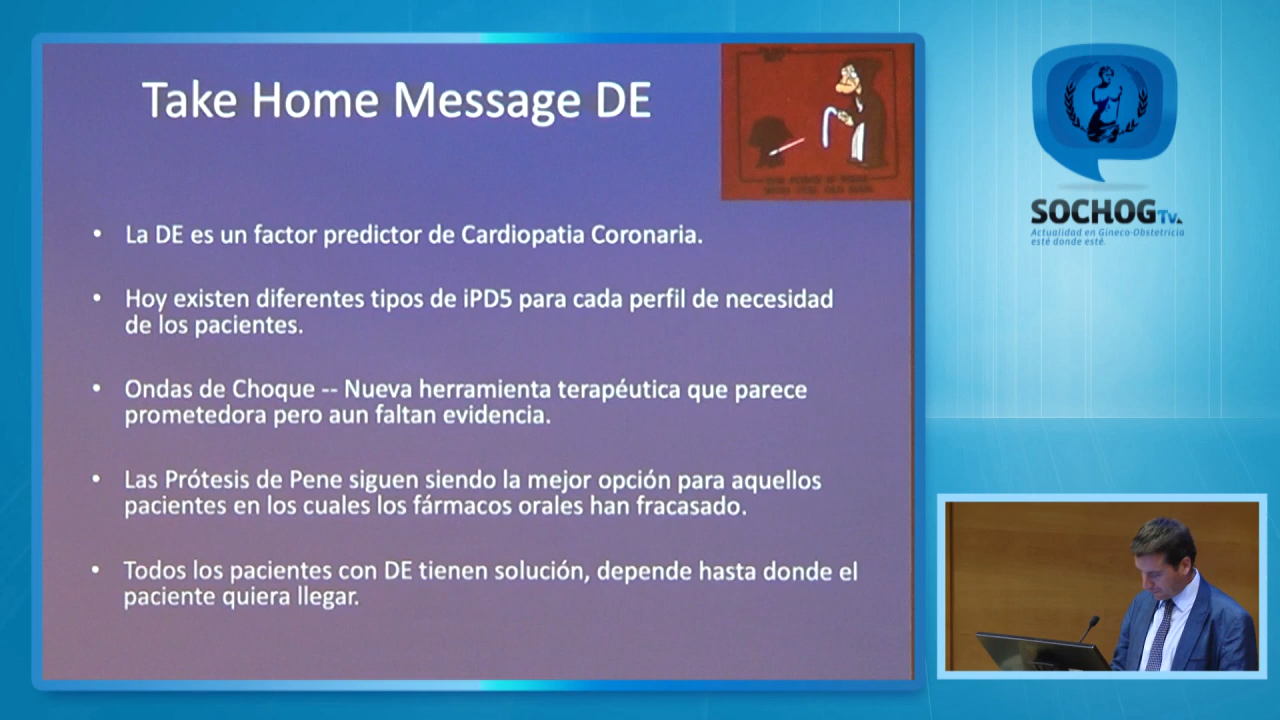 Take Home Message DE
• La DE es un factor predictor de Cardiopatia Coronaria.
• Hoy existen diferentes tipos de iPD5 para cada perfil de necesidad
de los pacientes.
• Ondas de Choque -- Nueva herramienta terapéutica que parece
prometedora pero aun faltan evidencia.
• Las Prótesis de Pene siguen siendo la mejor opción para aquellos
pacientes en los cuales los fármacos orales han fracasado.
• Todos los pacientes con DE tienen solución, depende hasta donde el
paciente quiera llegar.
SOCHOG Tv.
Actualidad en Gineco-Obstetricia
esté donde esté.